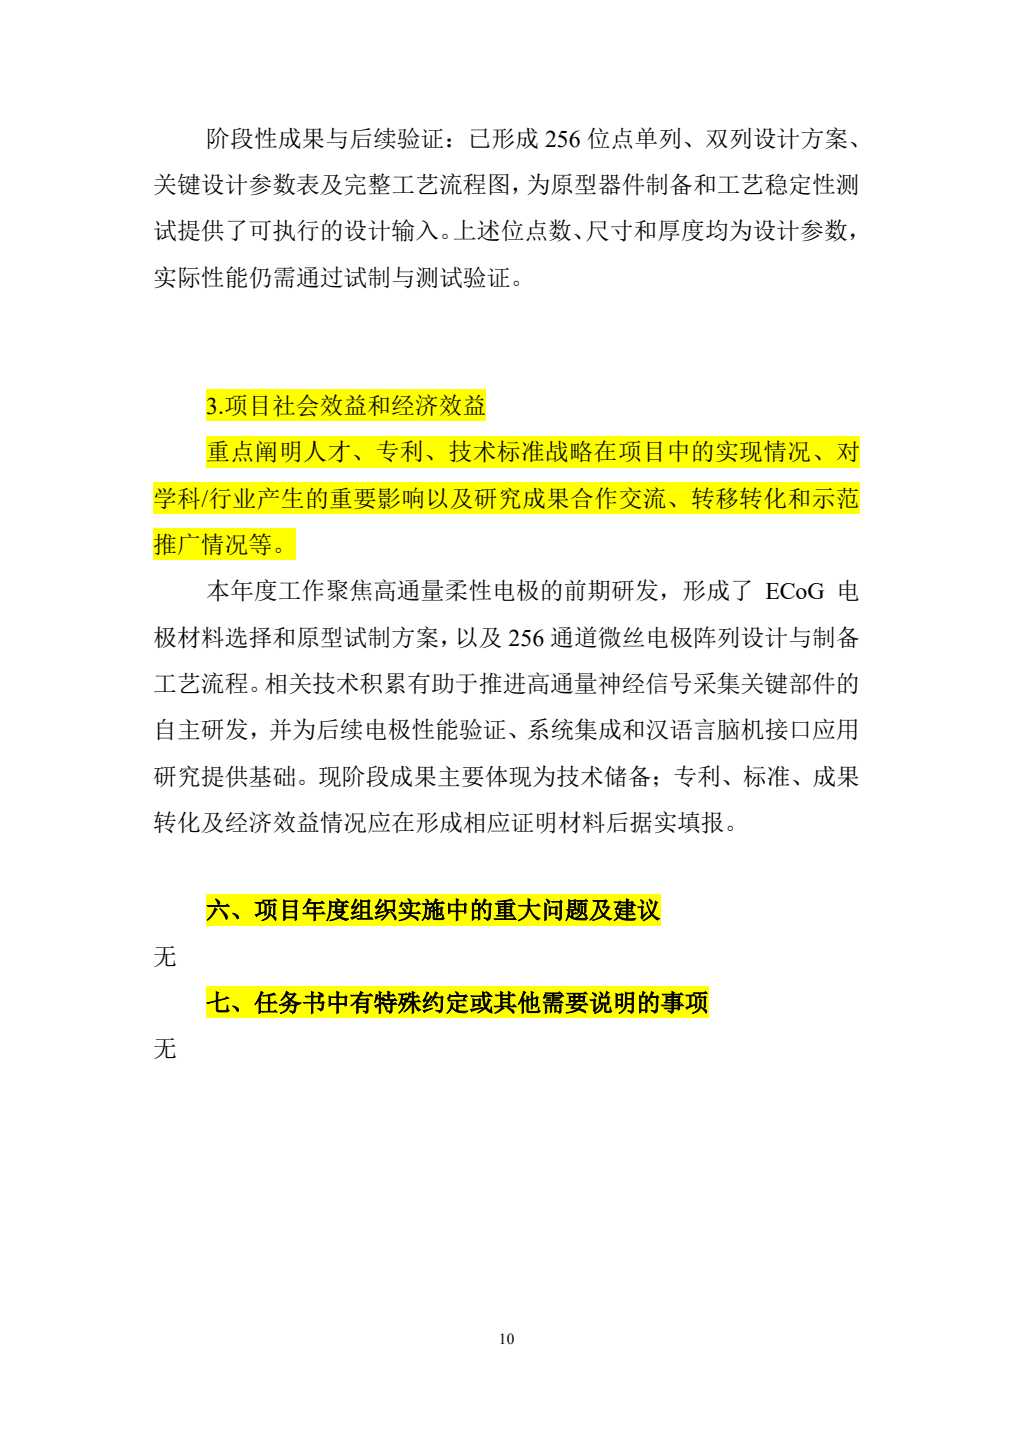 阶段性成果与后续验证：已形成 256 位点单列、双列设计方案、
关键设计参数表及完整工艺流程图，为原型器件制备和工艺稳定性测
试提供了可执行的设计输入。上述位点数、尺寸和厚度均为设计参数，
实际性能仍需通过试制与测试验证。
3.项目社会效益和经济效益
重点阐明人才、专利、技术标准战略在项目中的实现情况、对
学科/行业产生的重要影响以及研究成果合作交流、转移转化和示范
推广情况等。
本年度工作聚焦高通量柔性电极的前期研发，形成了 ECoG 电
极材料选择和原型试制方案，以及 256 通道微丝电极阵列设计与制备
工艺流程。相关技术积累有助于推进高通量神经信号采集关键部件的
自主研发，并为后续电极性能验证、系统集成和汉语言脑机接口应用
研究提供基础。现阶段成果主要体现为技术储备；专利、标准、成果
转化及经济效益情况应在形成相应证明材料后据实填报。
六、项目年度组织实施中的重大问题及建议
无
七、任务书中有特殊约定或其他需要说明的事项
无
10